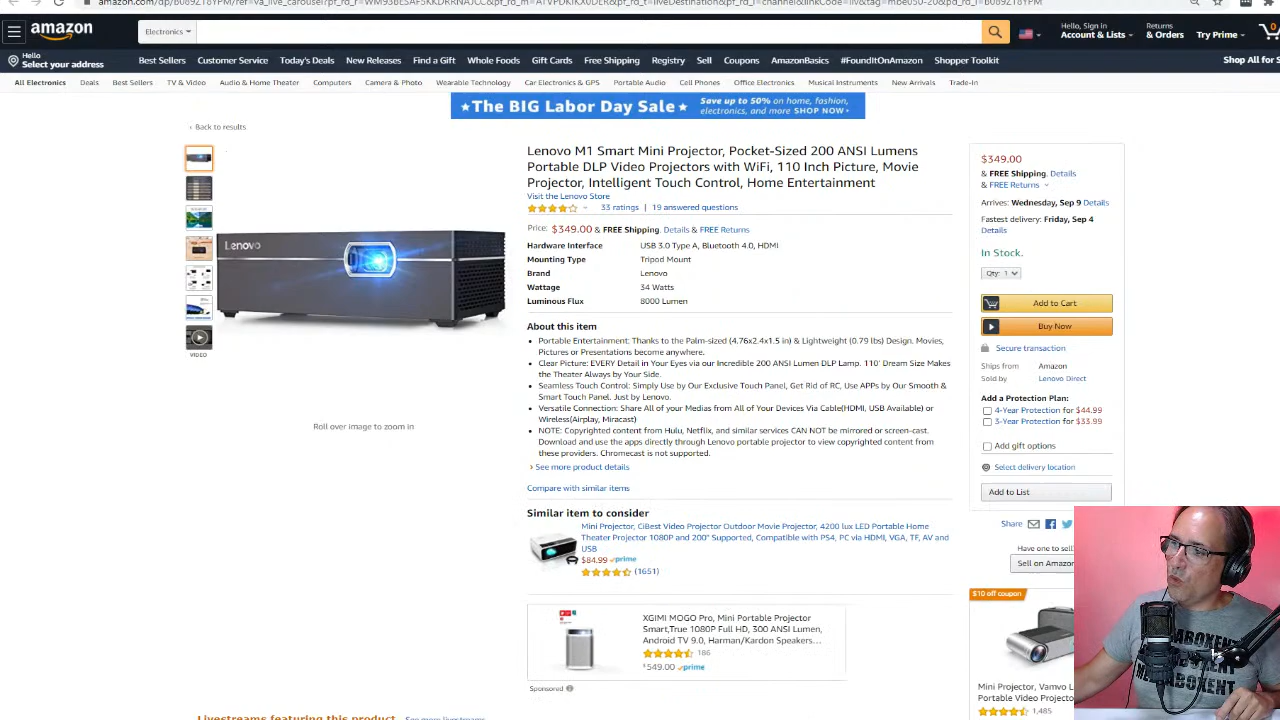 amazon
Electronics
Hello, Sign in
Account & Lists
Returns
& Orders
Try Prime
0
Hello
Select your address
Best Sellers
Customer Service
Today's Deals
New Releases
Find a Gift
Whole Foods
Gift Cards
Free Shipping
Registry
Sell
Coupons
AmazonBasics
#FoundItOnAmazon
Shopper Toolkit
Shop All for S
All Electronics
Deals
Best Sellers
TV & Video
Audio & Home Theater
Computers
Camera & Photo
Wearable Technology
Car Electronics & GPS
Portable Audio
Cell Phones
Office Electronics
Musical Instruments
New Arrivals
Trade-In
The BIG Labor Day Sale
Save up to 50% on home, fashion,
electronics, and more SHOP NOW
‹ Back to results
Lenovo
VIDEO
Roll over image to zoom in
Lenovo M1 Smart Mini Projector, Pocket-Sized 200 ANSI Lumens
Portable DLP Video Projectors with WiFi, 110 Inch Picture, Movie
Projector, Intelligent Touch Control, Home Entertainment
Visit the Lenovo Store
33 ratings | 19 answered questions
Price: $349.00 & FREE Shipping. Details & FREE Returns
Hardware Interface USB 3.0 Type A, Bluetooth 4.0, HDMI
Mounting Type Tripod Mount
Brand Lenovo
Wattage 34 Watts
Luminous Flux 8000 Lumen
About this item
• Portable Entertainment: Thanks to the Palm-sized (4.76x2.4x1.5 in) & Lightweight (0.79 lbs) Design. Movies,
Pictures or Presentations become anywhere.
• Clear Picture: EVERY Detail in Your Eyes via our Incredible 200 ANSI Lumen DLP Lamp. 110' Dream Size Makes
the Theater Always by Your Side.
• Seamless Touch Control: Simply Use by Our Exclusive Touch Panel, Get Rid of RC, Use APPs by Our Smooth &
Smart Touch Panel. Just by Lenovo.
• Versatile Connection: Share All of your Medias from All of Your Devices Via Cable(HDMI, USB Available) or
Wireless(Airplay, Miracast)
• NOTE: Copyrighted content from Hulu, Netflix, and similar services CAN NOT be mirrored or screen-cast.
Download and use the apps directly through Lenovo portable projector to view copyrighted content from
these providers. Chromecast is not supported.
› See more product details
Compare with similar items
Similar item to consider
Mini Projector, CiBest Video Projector Outdoor Movie Projector, 4200 lux LED Portable Home
Theater Projector 1080P and 200" Supported, Compatible with PS4, PC via HDMI, VGA, TF, AV and
USB
$84.99 prime
(1651)
XGIMI MOGO Pro, Mini Portable Projector
Smart,True 1080P Full HD, 300 ANSI Lumen,
Android TV 9.0, Harman/Kardon Speakers...
186
$549.00 prime
Sponsored
Livestreams featuring this product
See more livestreams
$349.00
& FREE Shipping. Details
& FREE Returns
Arrives: Wednesday, Sep 9 Details
Fastest delivery: Friday, Sep 4
Details
In Stock.
Qty: 1
Add to Cart
Buy Now
Secure transaction
Ships from Amazon
Sold by Lenovo Direct
Add a Protection Plan:
4-Year Protection for $44.99
3-Year Protection for $33.99
Add gift options
Select delivery location
Add to List
Share
Have one to sell
Sell on Amazon
$10 off coupon
Mini Projector, Vamvo L
Portable Video Projecto
1,485